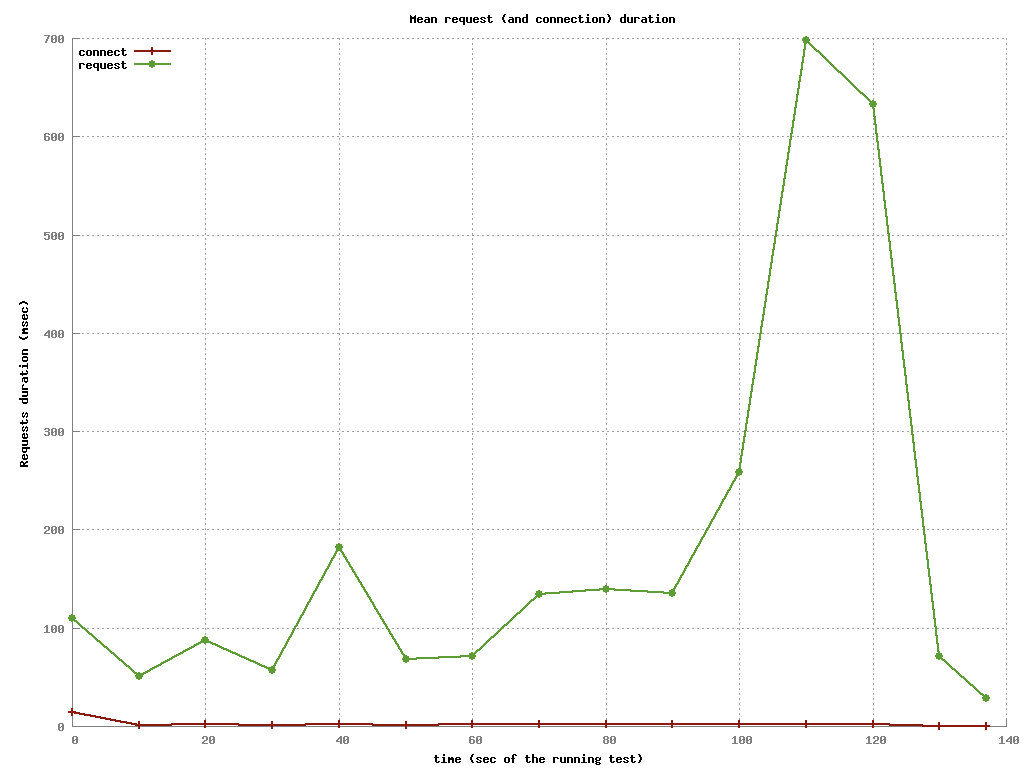 Mean request (and connection) duration
connect
request
700
600
500
400
300
200
100
0
0 20 40 60 80 100 120 140
Requests duration (msec)
time (sec of the running test)